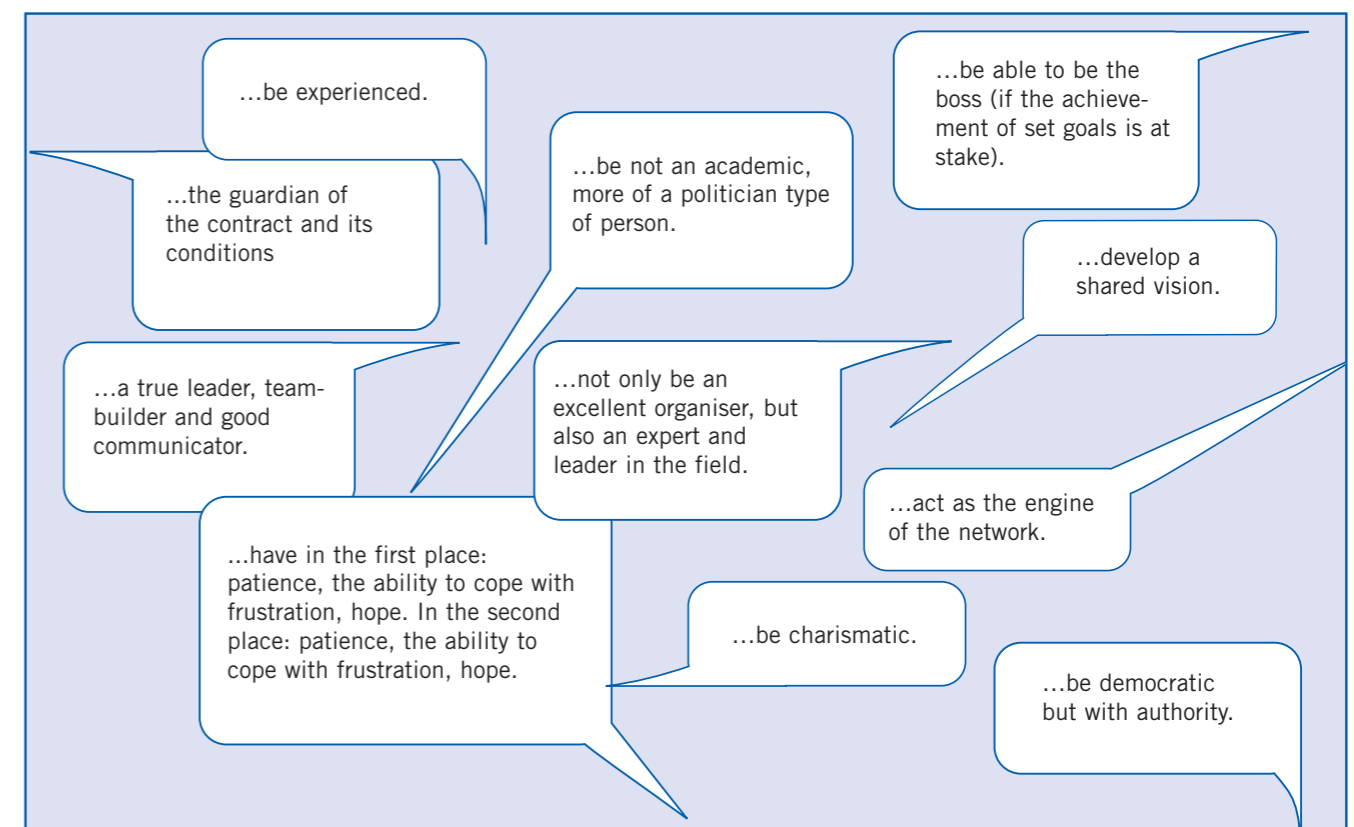 …be experienced.
…be able to be the
boss (if the achieve-
ment of set goals is at
stake).
…the guardian of
the contract and its
conditions
…be not an academic,
more of a politician type
of person.
…develop a
shared vision.
…a true leader, team-
builder and good
communicator.
…not only be an
excellent organiser, but
also an expert and
leader in the field.
…act as the engine
of the network.
…have in the first place:
patience, the ability to cope with
frustration, hope. In the second
place: patience, the ability to
cope with frustration, hope.
…be charismatic.
…be democratic
but with authority.